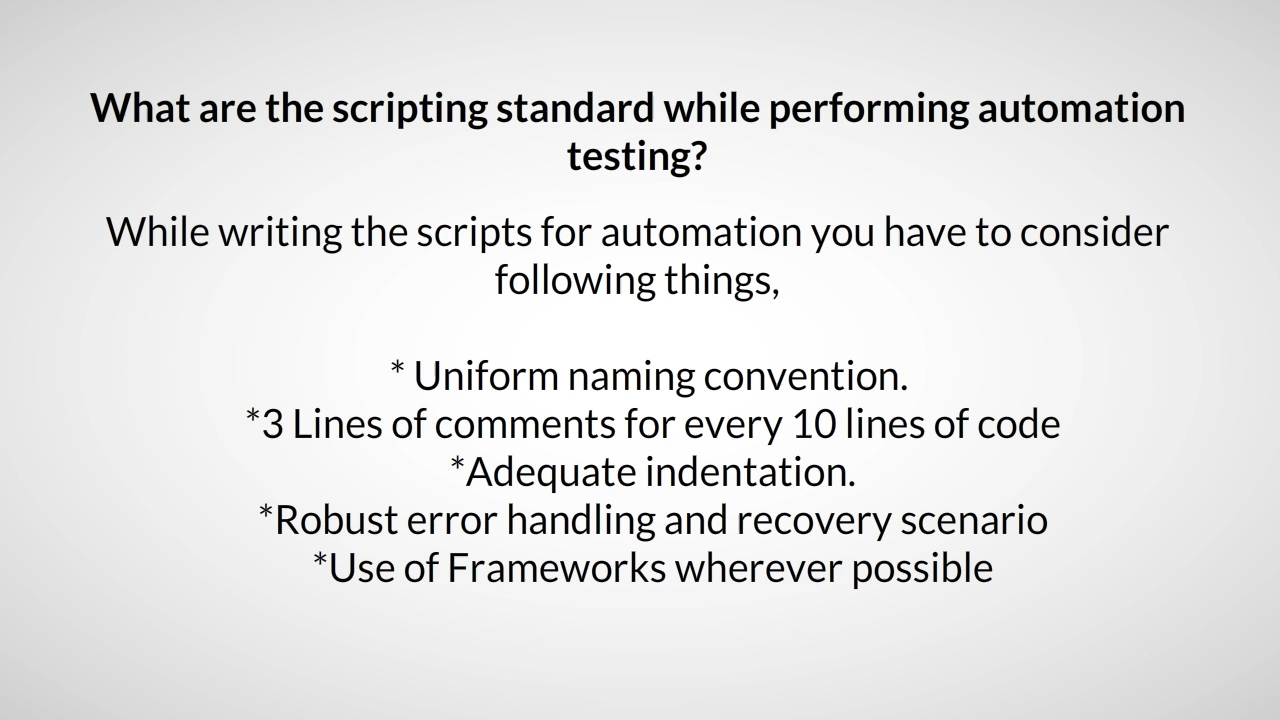 What are the scripting standard while performing automation
testing?
While writing the scripts for automation you have to consider
following things,
* Uniform naming convention.
*3 Lines of comments for every 10 lines of code
*Adequate indentation.
*Robust error handling and recovery scenario
*Use of Frameworks wherever possible